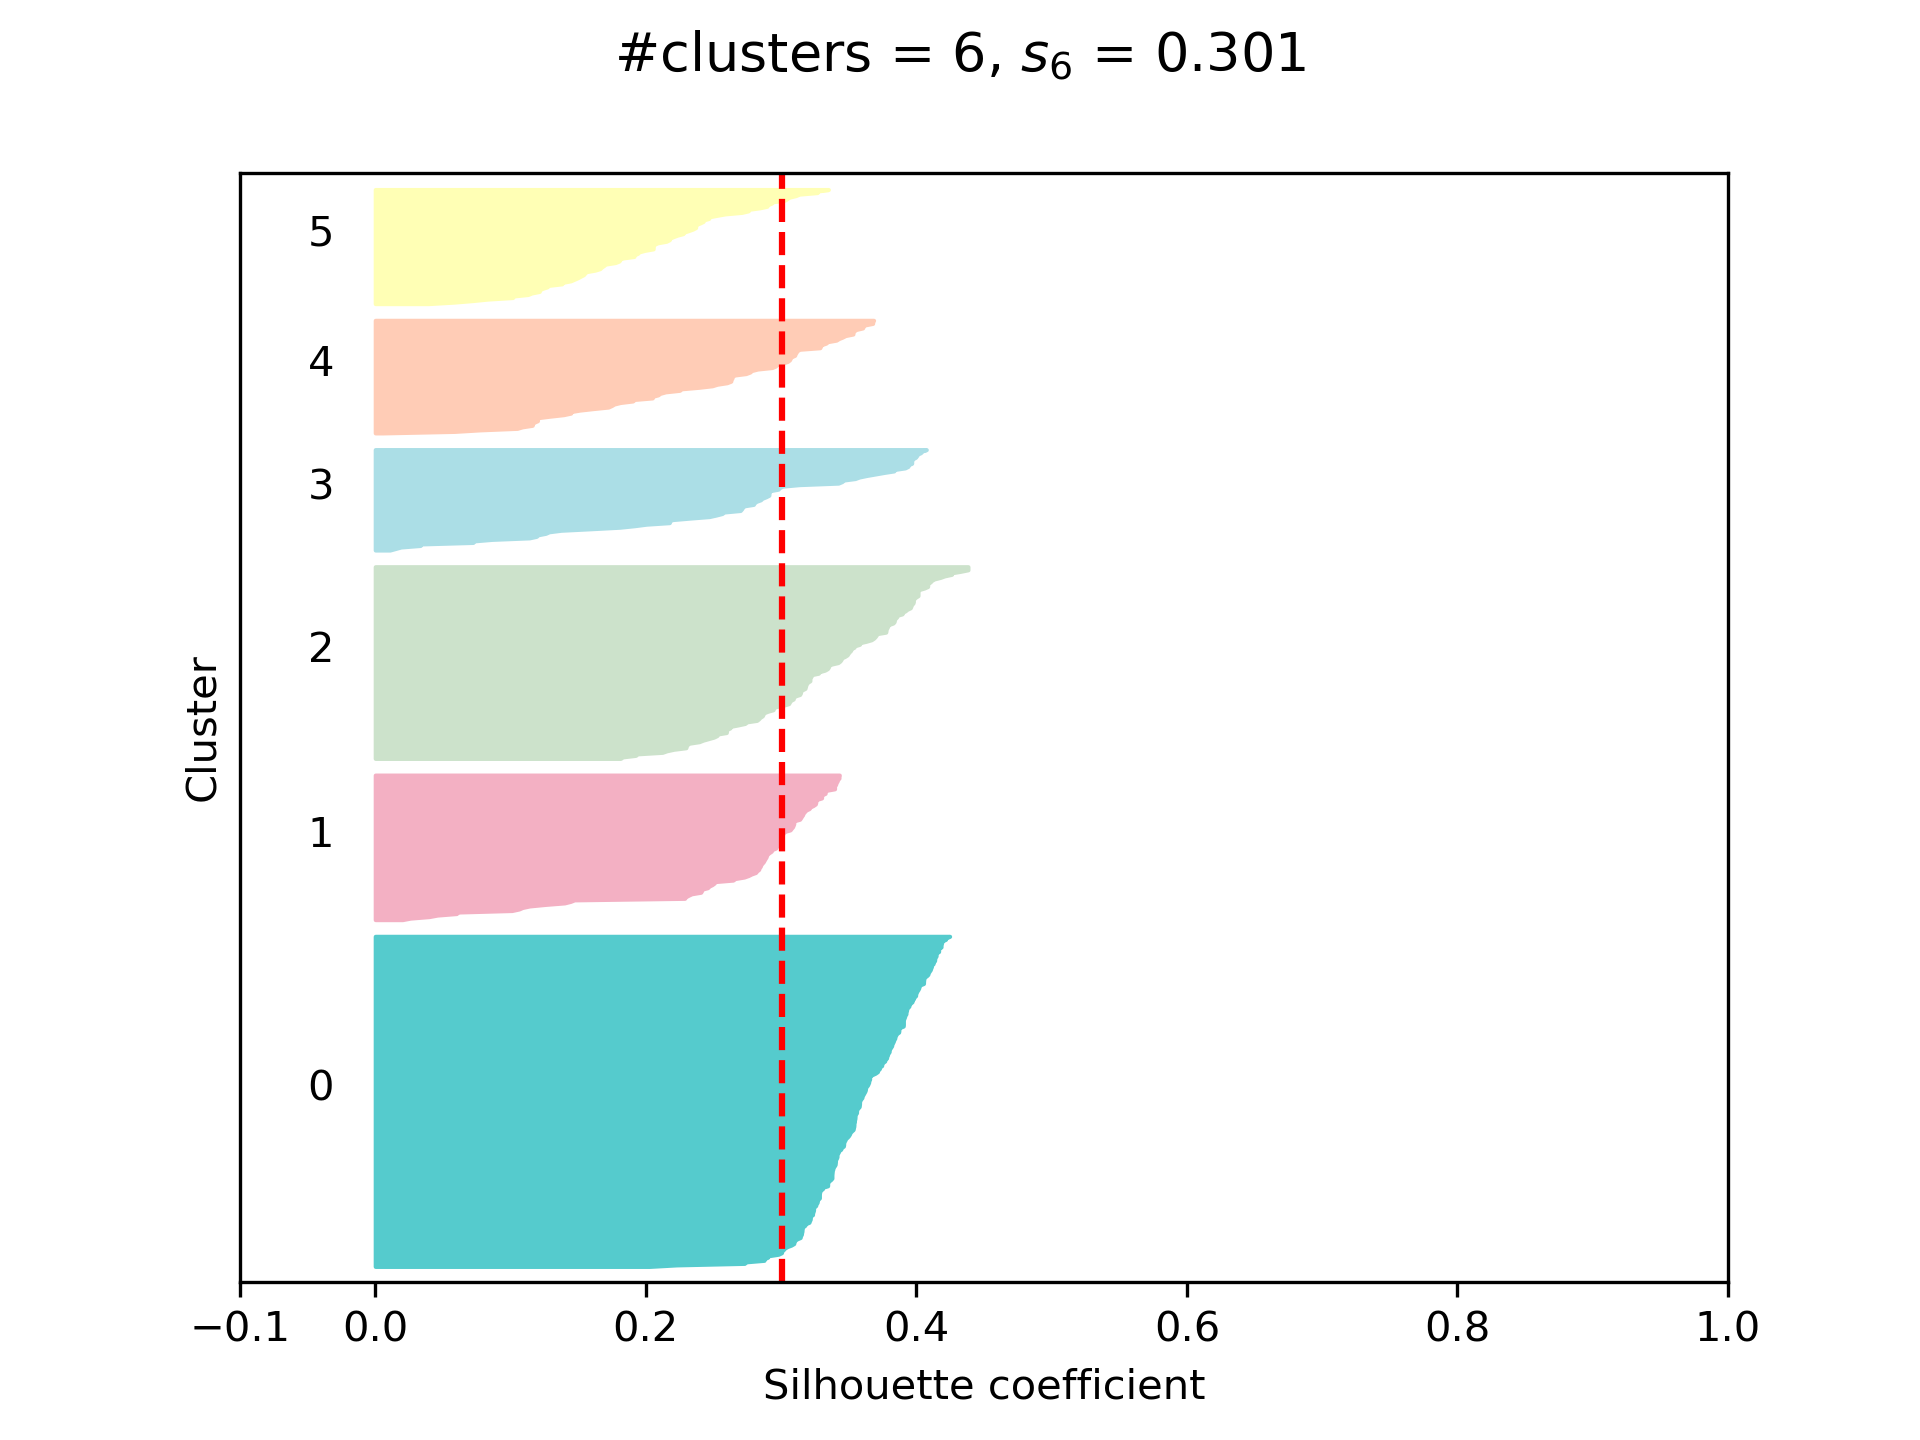 #clusters = 6, s₆ = 0.301
5
4
3
2
1
0
Cluster
−0.1 0.0 0.2 0.4 0.6 0.8 1.0
Silhouette coefficient